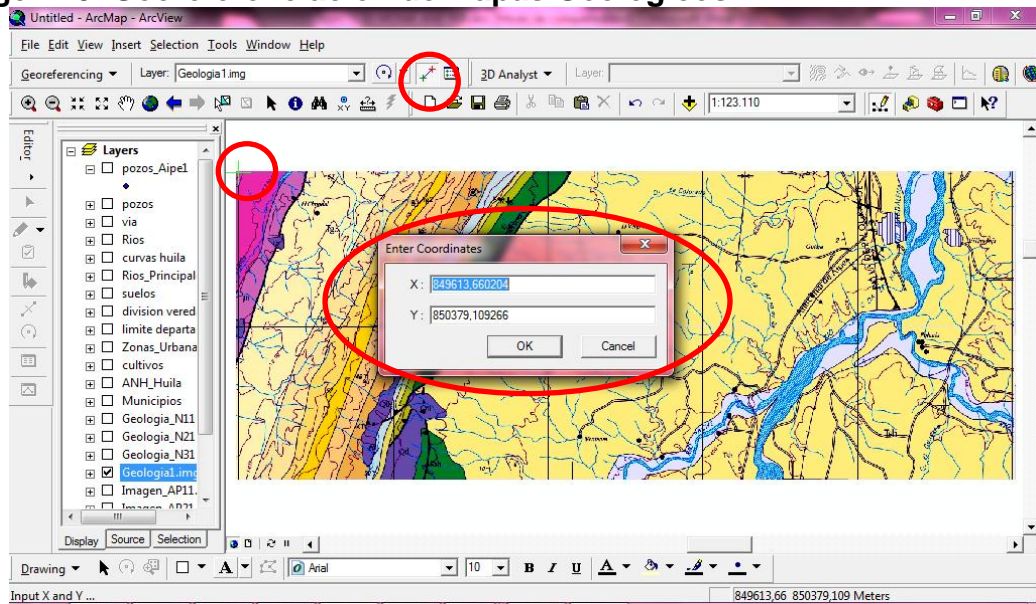 Untitled - ArcMap - ArcView
File Edit View Insert Selection Tools Window Help
Georeferencing Layer: Geologia1.img 3D Analyst Layer:
1:123.110
Editor
Layers
pozos_Aipe1
pozos
via
Rios
curvas huila
Rios_Principal
suelos
division vered
limite departa
Zonas_Urbana
cultivos
ANH_Huila
Municipios
Geologia_N11
Geologia_N21
Geologia_N31
Geologia1.img
Imagen_AP11.
Imagen_AP21
Enter Coordinates
X: 849613,660204
Y: 850379,109266
OK Cancel
Display Source Selection
Drawing A Arial 10 B I U A
Input X and Y ... 849613,66 850379,109 Meters